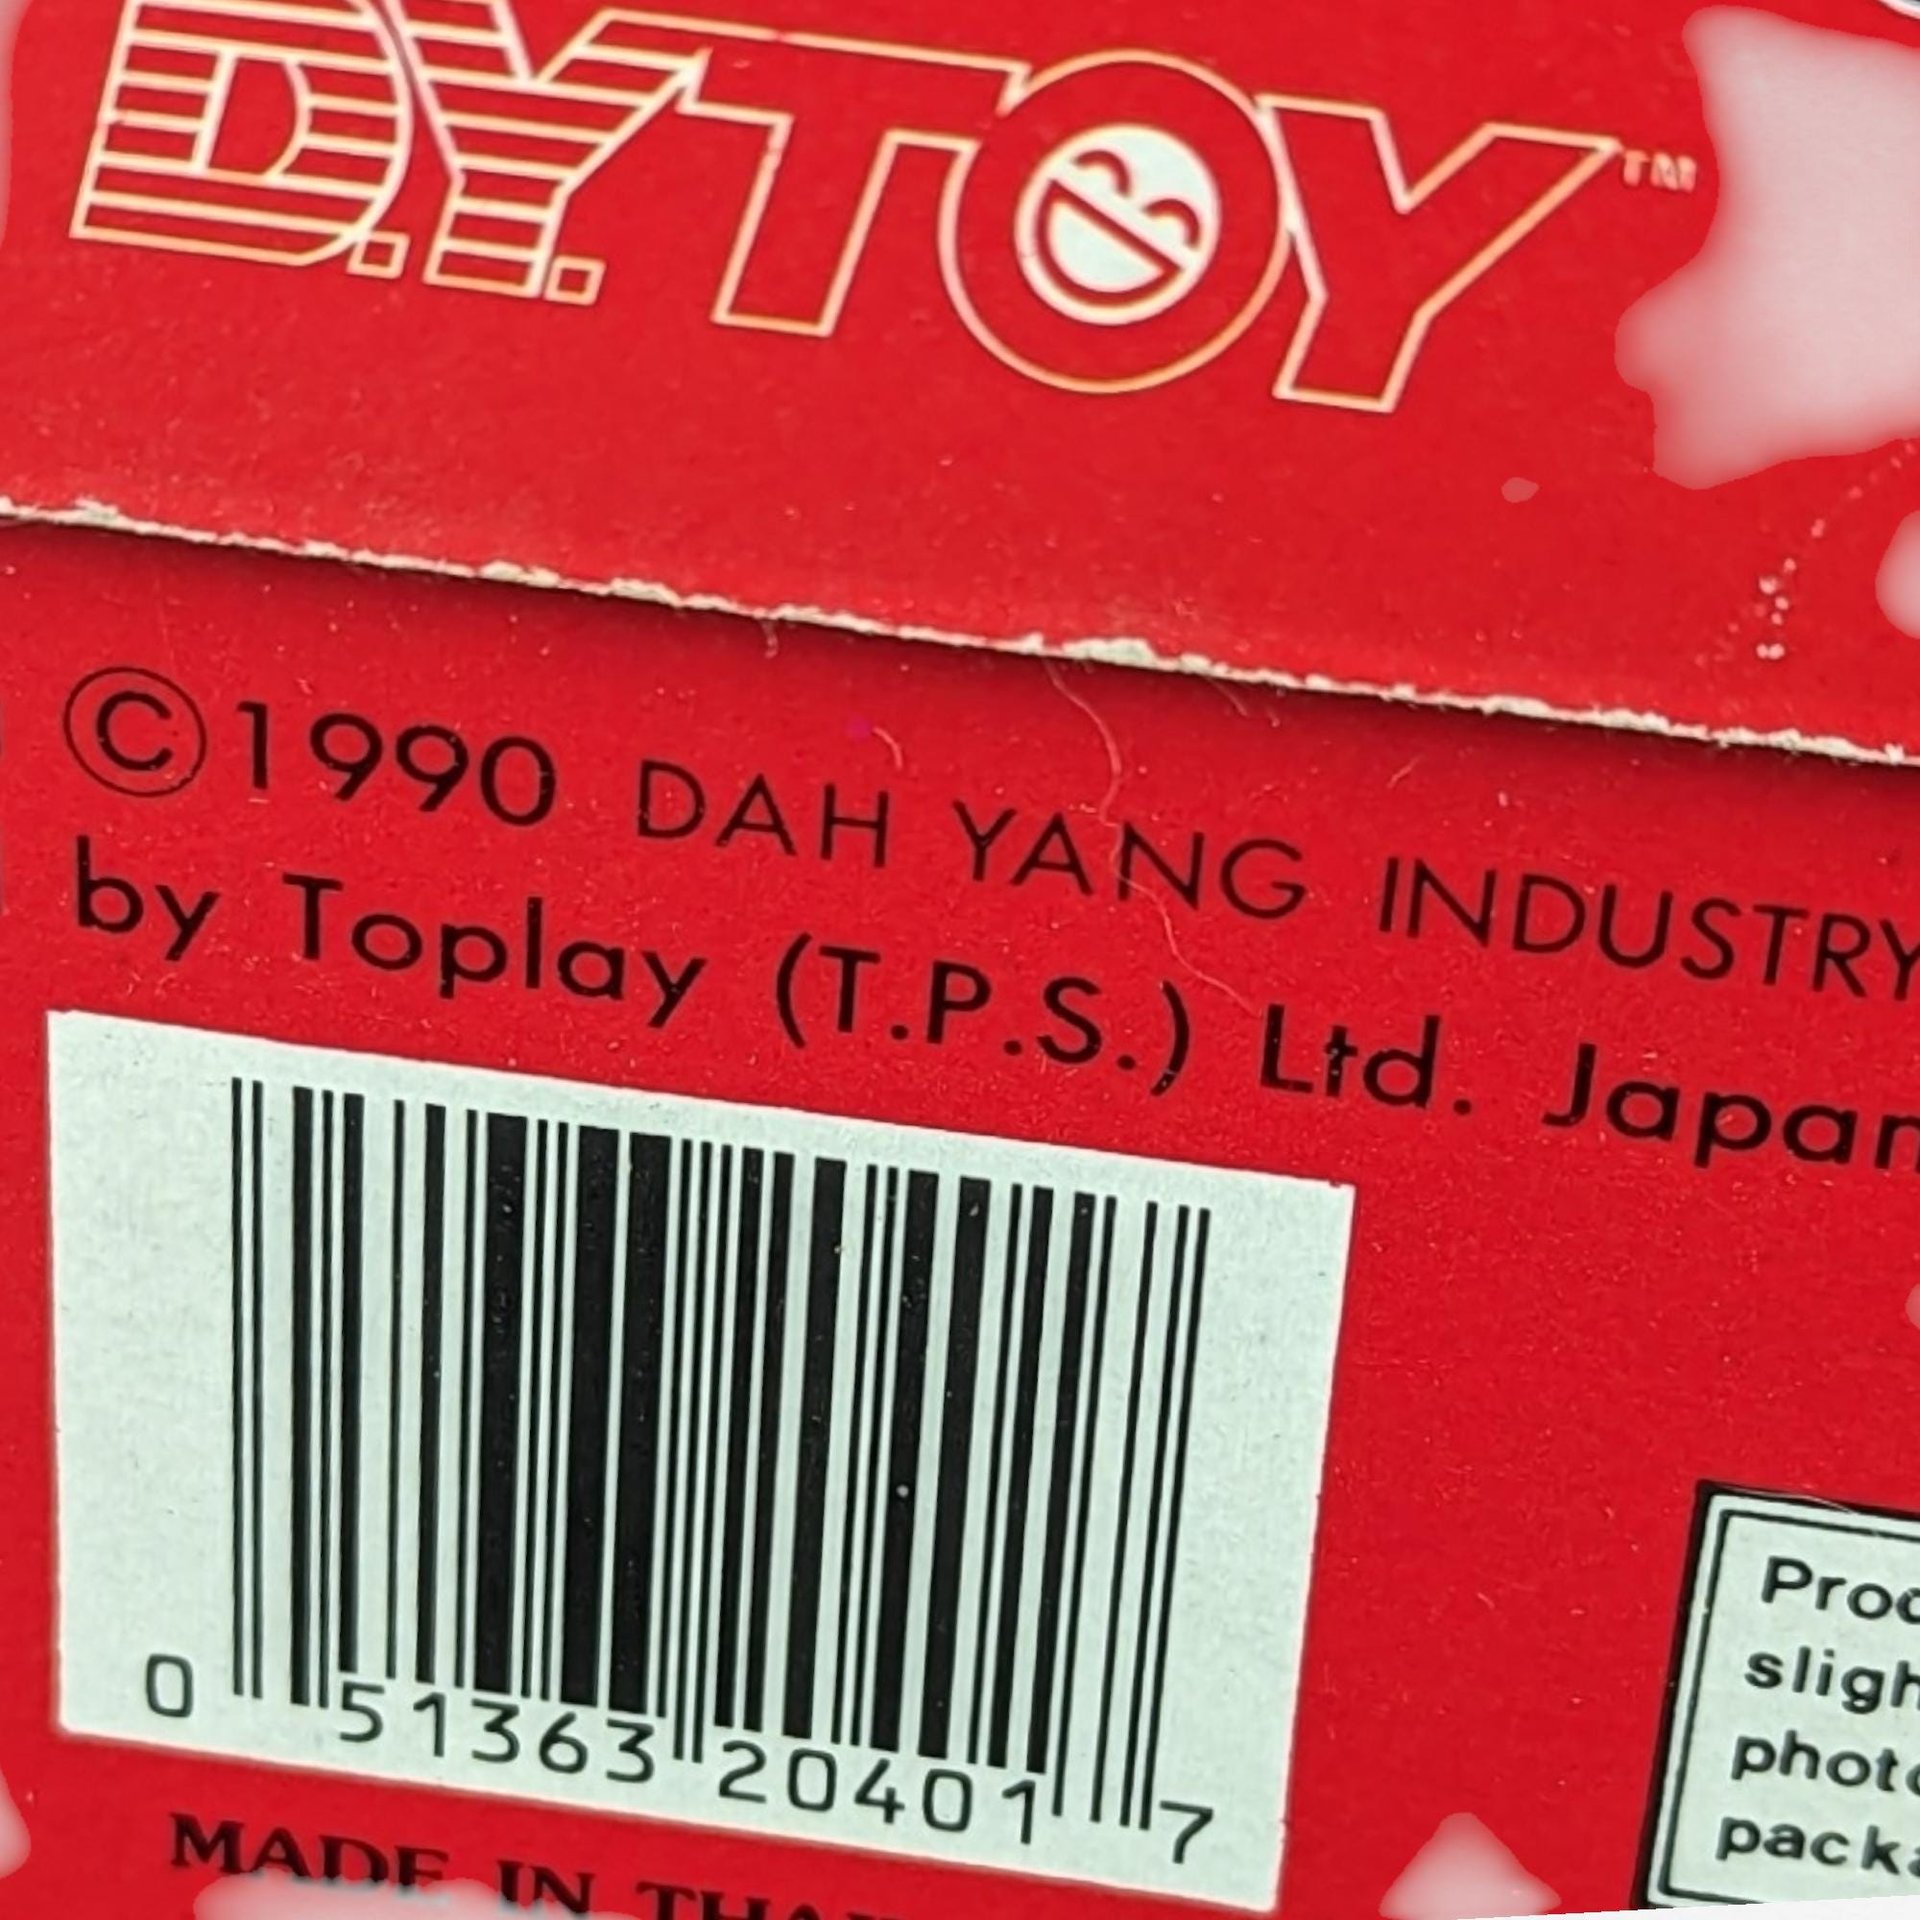 D.Y.TOY™
©1990 DAH YANG INDUSTRY
by Toplay (T.P.S.) Ltd. Japan
0 51363 20401 7
MADE IN